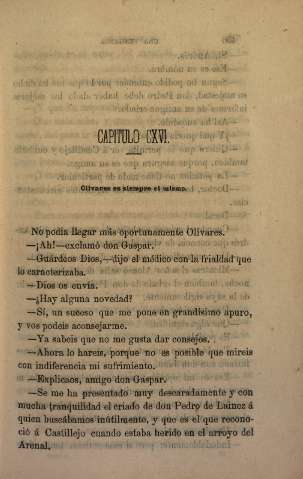 CAPITULO CXVI.
Olivares es siempre el mismo.
No podia llegar más oportunamente Olivares.
—¡Ah!—exclamó don Gaspar.
—Guárdeos Dios,—dijo el médico con la frialdad que
lo caracterizaba.
—Dios os envía.
—¿Hay alguna novedad?
—Sí, un suceso que me pone en grandísimo apuro,
y vos podeis aconsejarme.
—Ya sabeis que no me gusta dar consejos.
—Ahora lo hareis, porque no es posible que mireis
con indiferencia mi sufrimiento.
—Explicaos, amigo don Gaspar.
—Se me ha presentado muy descaradamente y con
mucha tranquilidad el criado de don Pedro de Laínez á
quien buscábamos inútilmente, y que es el que recono-
ció á Castillejo cuando estaba herido en el arroyo del
Arenal.